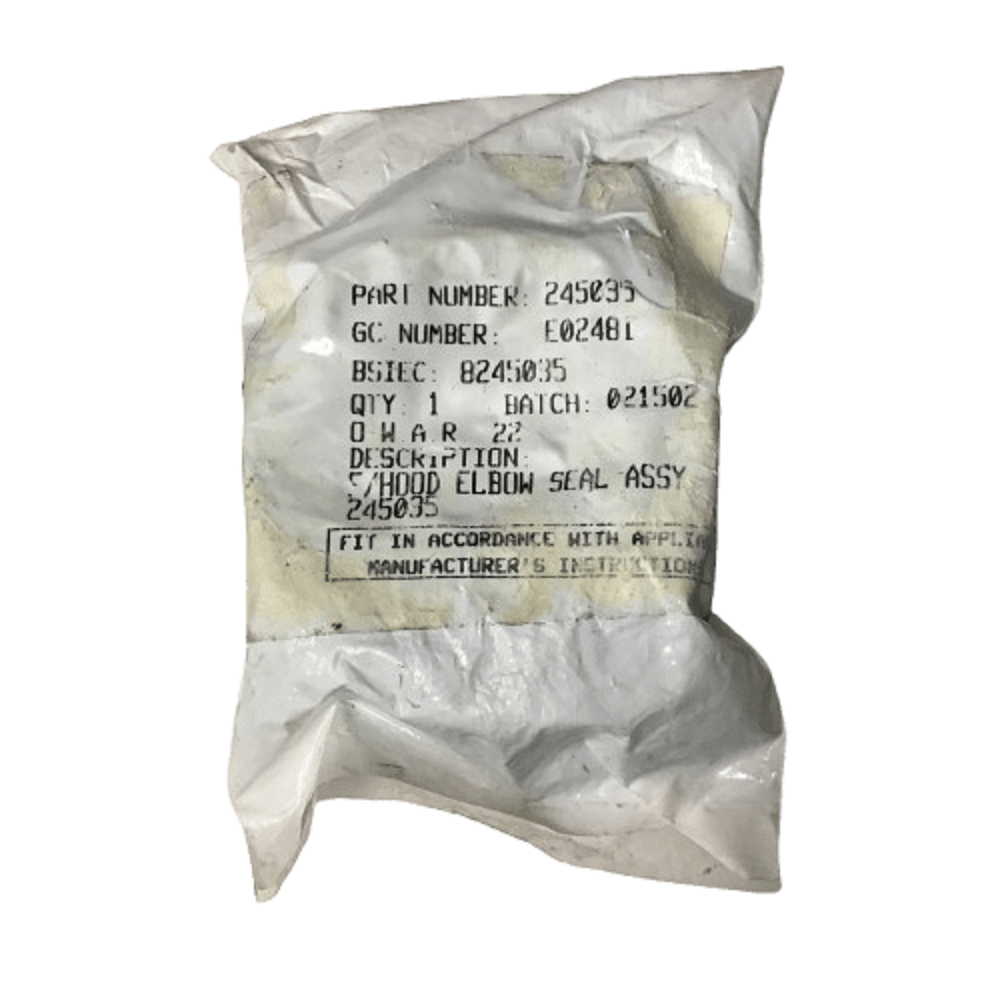 PART NUMBER: 245035
GC NUMBER: E02481
BSIEC: 8245035
QTY: 1 BATCH: 021502
O.W.A.R. 22
DESCRIPTION:
S/HOOD ELBOW SEAL ASSY
245035
FIT IN ACCORDANCE WITH
MANUFACTURER'S INSTRUCTION